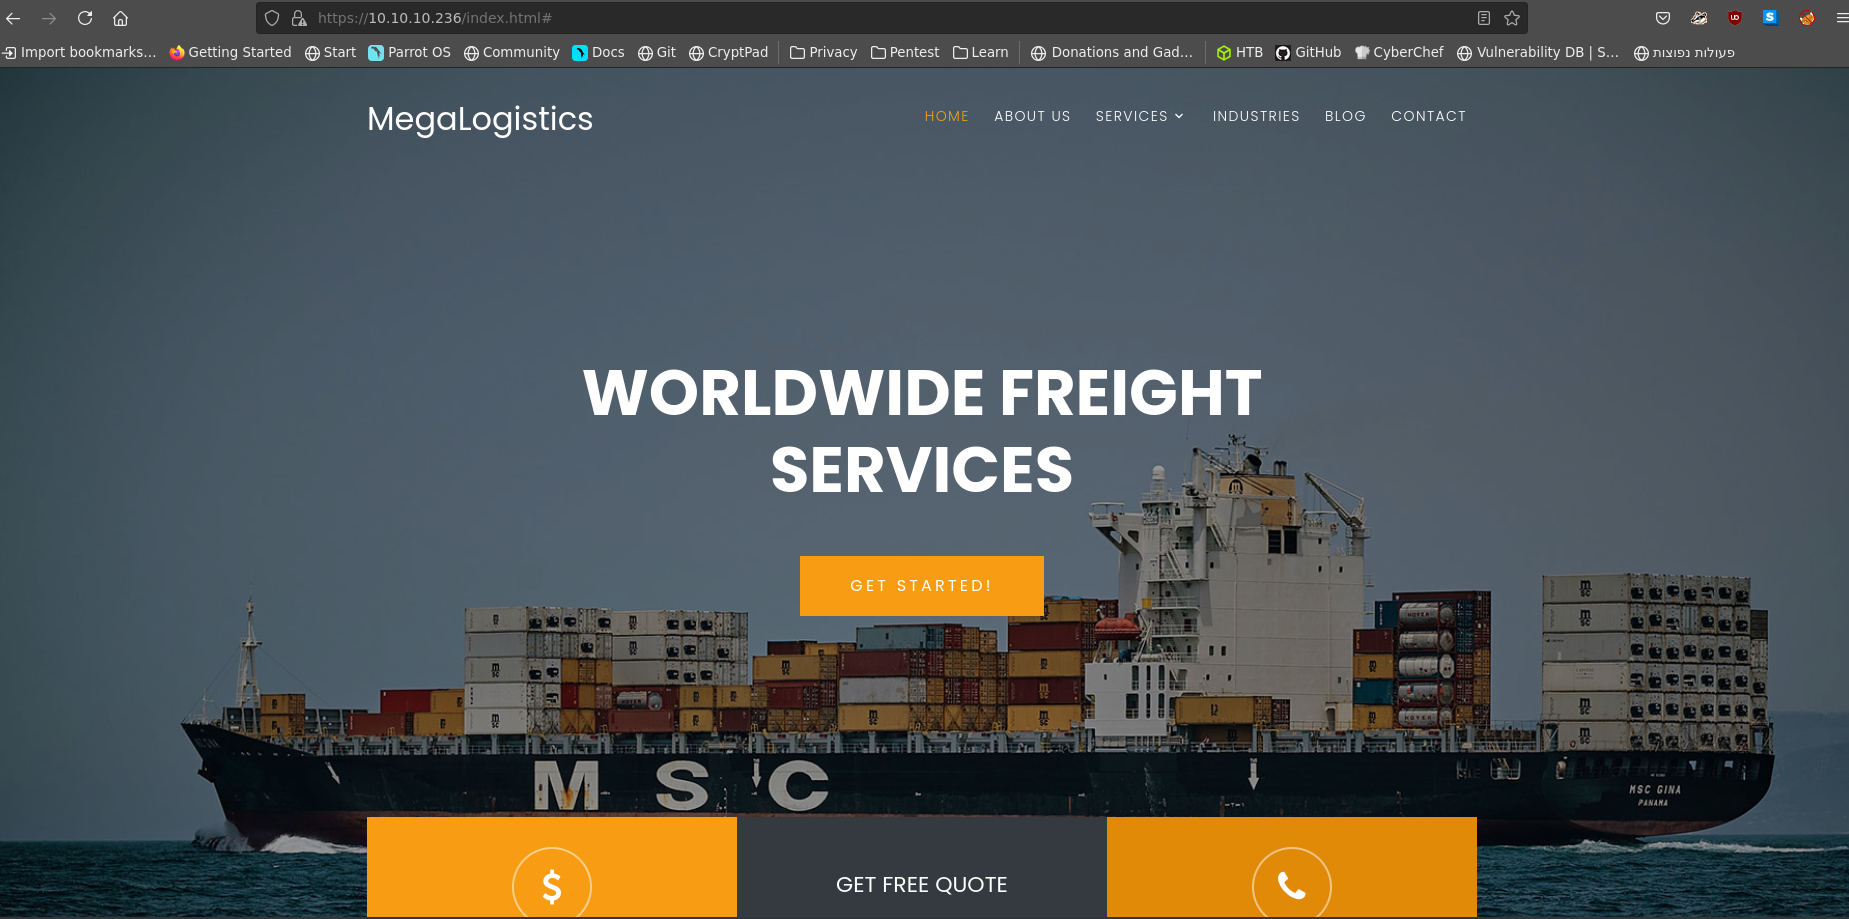 https://10.10.10.236/index.html#
Import bookmarks… Getting Started Start Parrot OS Community Docs Git CryptPad Privacy Pentest Learn Donations and Gad… HTB GitHub CyberChef Vulnerability DB | S… פעולות נפוצות
MegaLogistics
HOME ABOUT US SERVICES INDUSTRIES BLOG CONTACT
WORLDWIDE FREIGHT
SERVICES
GET STARTED!
MSC
MSC GINA
PANAMA
$
GET FREE QUOTE